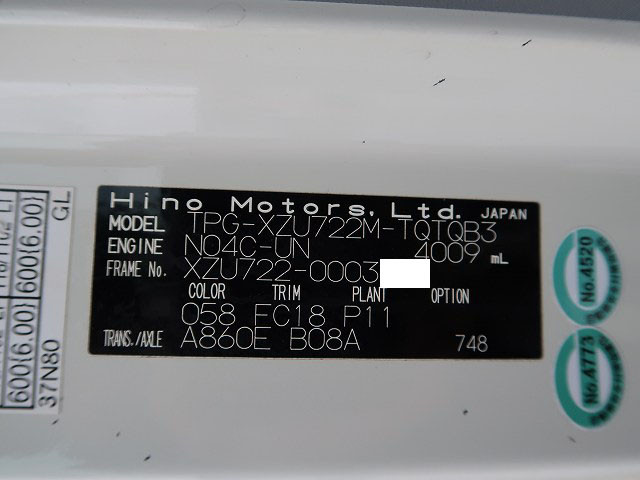 Hino Motors, Ltd. JAPAN
MODEL TPG-XZU722M-TQTQB3
ENGINE N04C-UN 4009 mL
FRAME No. XZU722-0003
COLOR TRIM PLANT OPTION
058 FC18 P11
TRANS./AXLE A860E B08A 748
600(6.00) 600(6.00)
GL
37N80
No.4520
No.4773